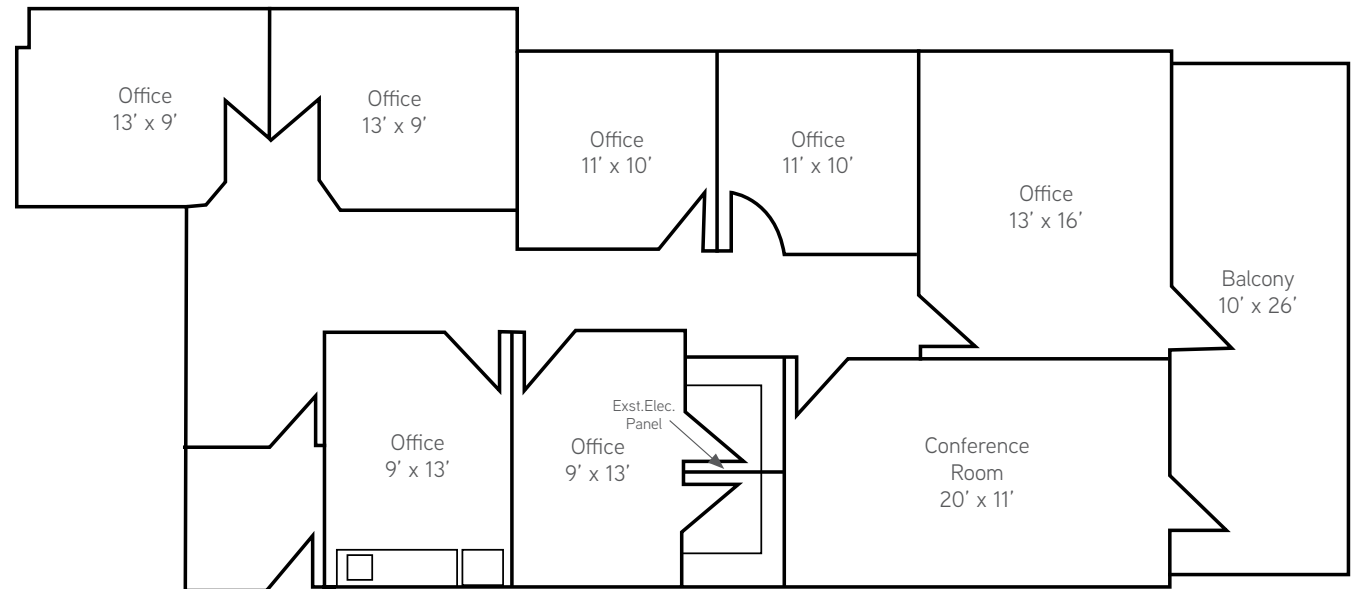 Office
13’ x 9’
Office
13’ x 9’
Office
11’ x 10’
Office
11’ x 10’
Office
13’ x 16’
Balcony
10’ x 26’
Exst.Elec.
Panel
Office
9’ x 13’
Office
9’ x 13’
Conference
Room
20’ x 11’